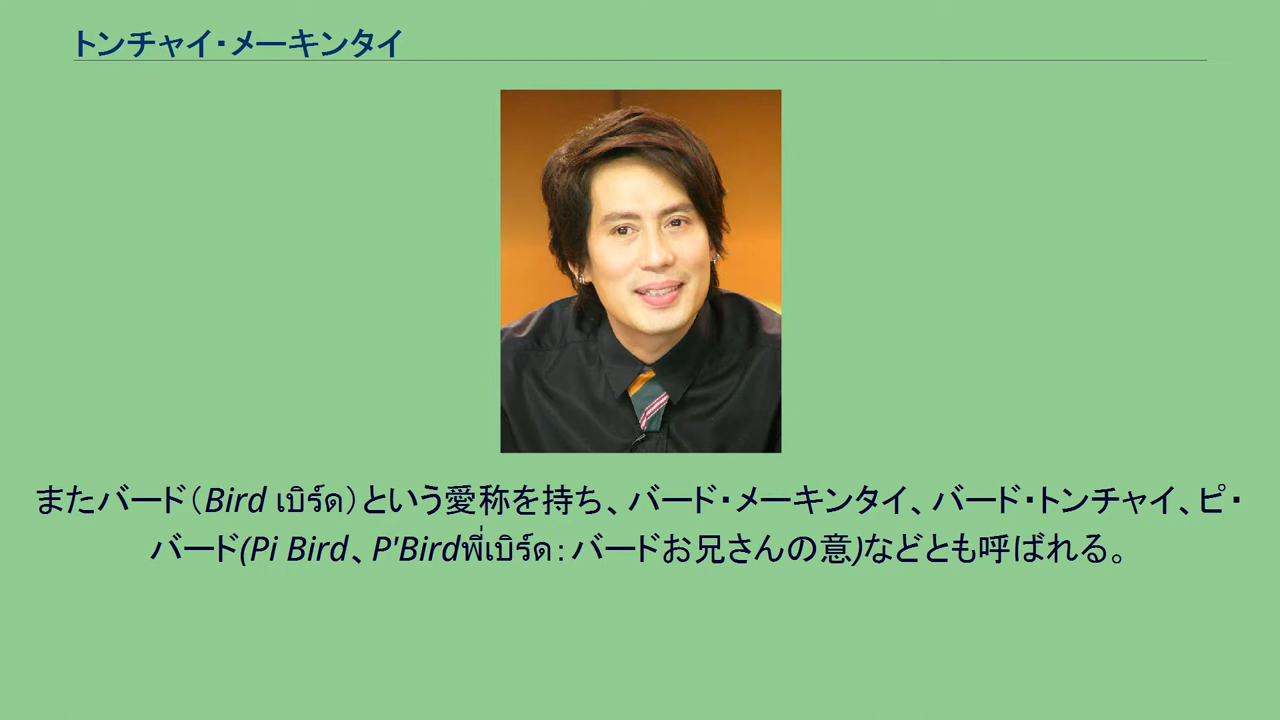 トンチャイ・メーキンタイ
またバード（Bird เบิร์ด）という愛称を持ち、バード・メーキンタイ、バード・トンチャイ、ピ・
バード(Pi Bird、P'Birdพี่เบิร์ด：バードお兄さんの意)などとも呼ばれる。